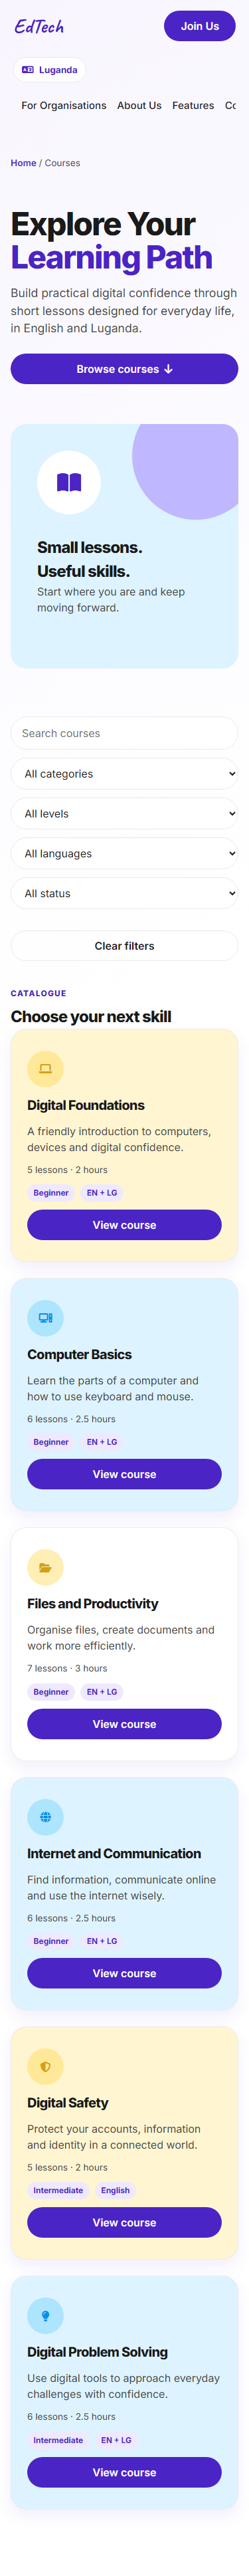 EdTech
Join Us
Luganda
For Organisations About Us Features Co
Home / Courses
Explore Your
Learning Path
Build practical digital confidence through
short lessons designed for everyday life,
in English and Luganda.
Browse courses ↓
Small lessons.
Useful skills.
Start where you are and keep
moving forward.
Search courses
All categories
All levels
All languages
All status
Clear filters
CATALOGUE
Choose your next skill
Digital Foundations
A friendly introduction to computers,
devices and digital confidence.
5 lessons · 2 hours
Beginner EN + LG
View course
Computer Basics
Learn the parts of a computer and
how to use keyboard and mouse.
6 lessons · 2.5 hours
Beginner EN + LG
View course
Files and Productivity
Organise files, create documents and
work more efficiently.
7 lessons · 3 hours
Beginner EN + LG
View course
Internet and Communication
Find information, communicate online
and use the internet wisely.
6 lessons · 2.5 hours
Beginner EN + LG
View course
Digital Safety
Protect your accounts, information
and identity in a connected world.
5 lessons · 2 hours
Intermediate English
View course
Digital Problem Solving
Use digital tools to approach everyday
challenges with confidence.
6 lessons · 2.5 hours
Intermediate EN + LG
View course